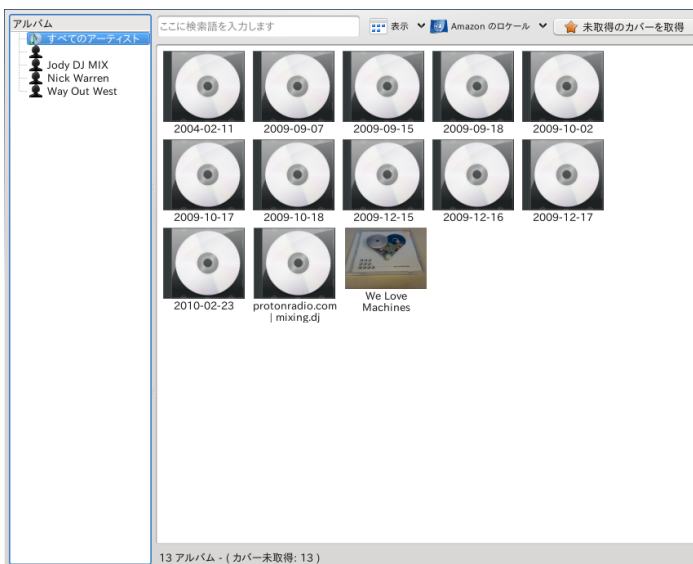 アルバム
すべてのアーティスト
Jody DJ MIX
Nick Warren
Way Out West
ここに検索語を入力します
表示
Amazon のロケール
未取得のカバーを取得
2004-02-11
2009-09-07
2009-09-15
2009-09-18
2009-10-02
2009-10-17
2009-10-18
2009-12-15
2009-12-16
2009-12-17
2010-02-23
protonradio.com
| mixing.dj
We Love
Machines
13 アルバム - ( カバー未取得: 13 )